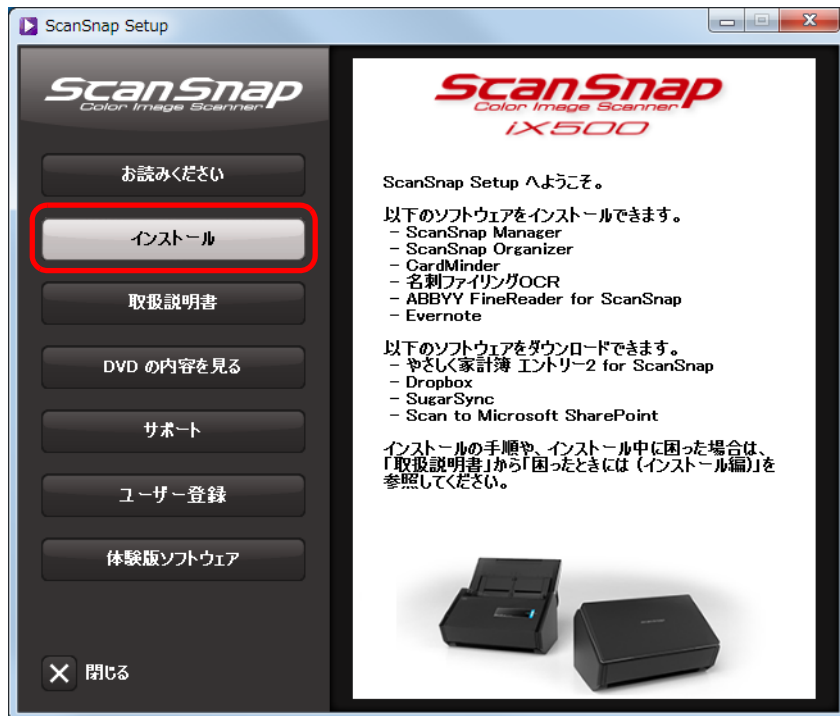 ScanSnap Setup
ScanSnap
Color Image Scanner
お読みください
インストール
取扱説明書
DVD の内容を見る
サポート
ユーザー登録
体験版ソフトウェア
閉じる
ScanSnap
Color Image Scanner
iX500
ScanSnap Setup へようこそ。
以下のソフトウェアをインストールできます。
- ScanSnap Manager
- ScanSnap Organizer
- CardMinder
- 名刺ファイリングOCR
- ABBYY FineReader for ScanSnap
- Evernote
以下のソフトウェアをダウンロードできます。
- やさしく家計簿 エントリー2 for ScanSnap
- Dropbox
- SugarSync
- Scan to Microsoft SharePoint
インストールの手順や、インストール中に困った場合は、
「取扱説明書」から「困ったときには (インストール編)」を
参照してください。